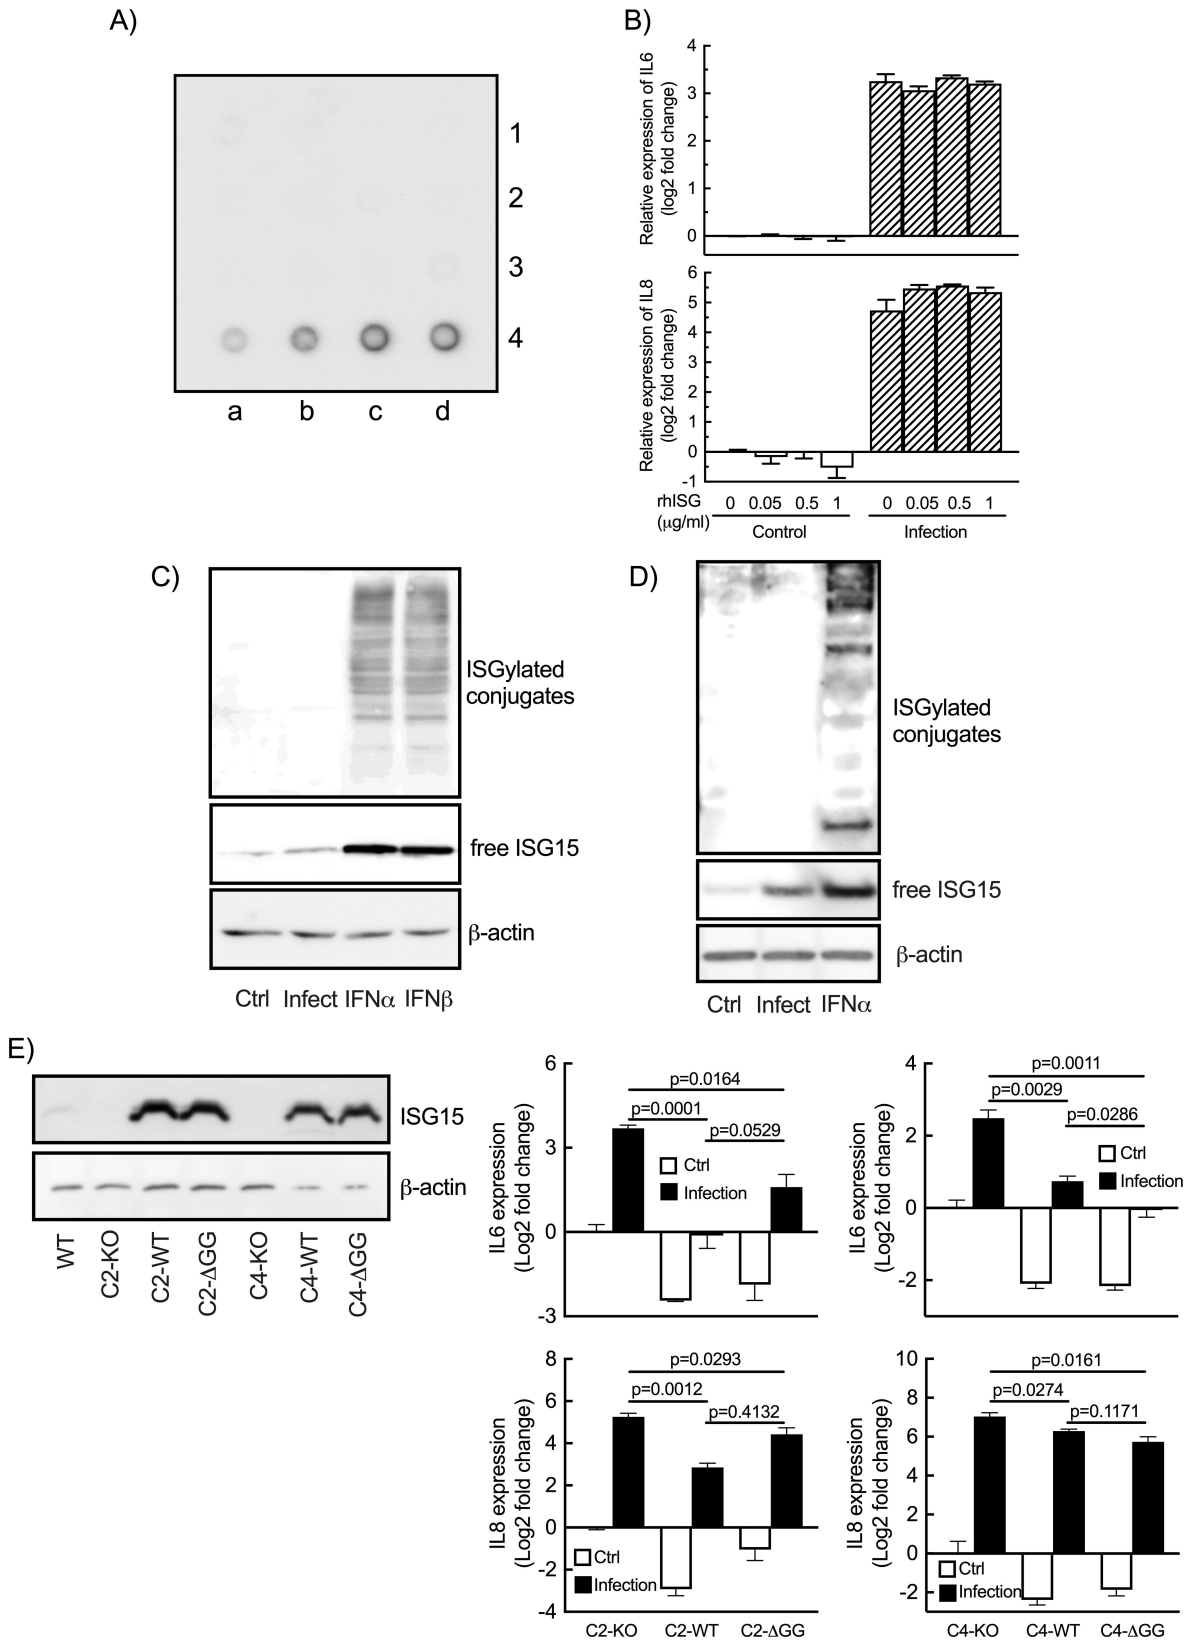 A)
1
2
3
4
a b c d
B)
Relative expression of IL6
(log2 fold change)
4
3
2
1
0
Relative expression of IL8
(log2 fold change)
6
5
4
3
2
1
0
-1
rhISG 0 0.05 0.5 1 0 0.05 0.5 1
(μg/ml)
Control Infection
C)
ISGylated
conjugates
free ISG15
β-actin
Ctrl Infect IFNα IFNβ
D)
ISGylated
conjugates
free ISG15
β-actin
Ctrl Infect IFNα
E)
ISG15
β-actin
WT
C2-KO
C2-WT
C2-ΔGG
C4-KO
C4-WT
C4-ΔGG
IL6 expression
(Log2 fold change)
6
3
0
-3
p=0.0164
p=0.0001
p=0.0529
Ctrl
Infection
IL6 expression
(Log2 fold change)
4
2
0
-2
p=0.0011
p=0.0029
p=0.0286
Ctrl
Infection
IL8 expression
(Log2 fold change)
8
6
4
2
0
-2
-4
p=0.0293
p=0.0012
p=0.4132
Ctrl
Infection
C2-KO C2-WT C2-ΔGG
IL8 expression
(Log2 fold change)
10
8
6
4
2
0
-2
p=0.0161
p=0.0274
p=0.1171
Ctrl
Infection
C4-KO C4-WT C4-ΔGG